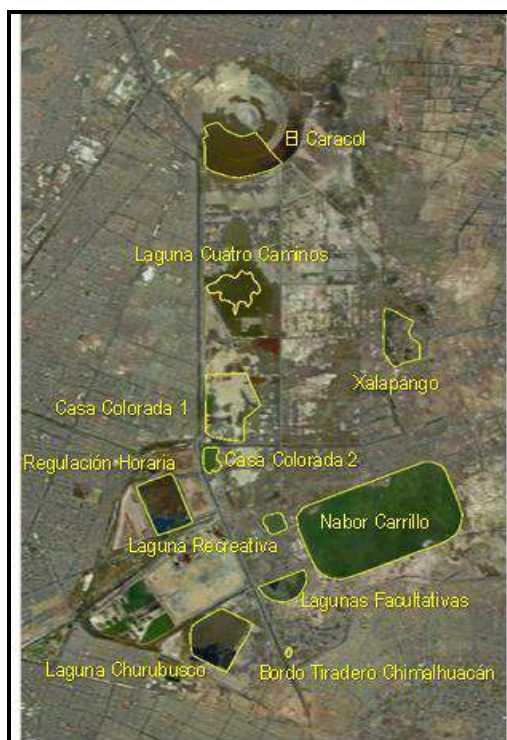 El Caracol
Laguna Cuatro Caminos
Xalapango
Casa Colorada 1
Regulación Horaria
Casa Colorada 2
Nabor Carrillo
Laguna Recreativa
Lagunas Facultativas
Laguna Churubusco
Bordo Tiradero Chimalhuacán